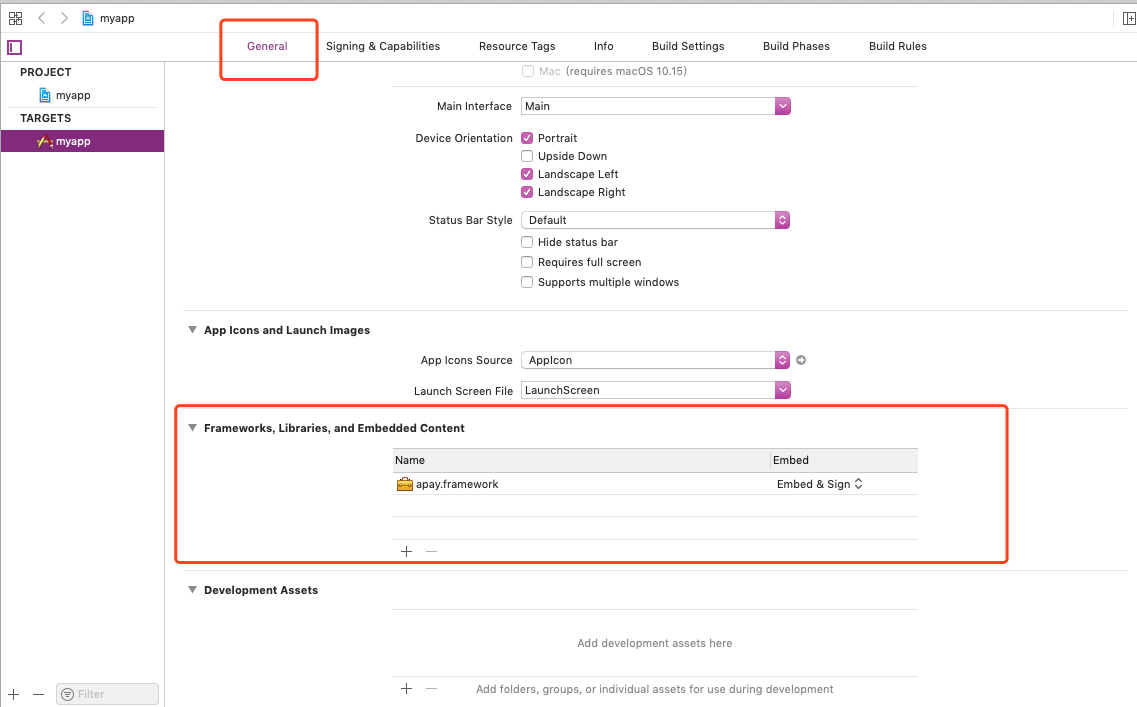 myapp
General Signing & Capabilities Resource Tags Info Build Settings Build Phases Build Rules
PROJECT
myapp
TARGETS
myapp
Mac (requires macOS 10.15)
Main Interface Main
Device Orientation Portrait
Upside Down
Landscape Left
Landscape Right
Status Bar Style Default
Hide status bar
Requires full screen
Supports multiple windows
App Icons and Launch Images
App Icons Source AppIcon
Launch Screen File LaunchScreen
Frameworks, Libraries, and Embedded Content
Name Embed
apay.framework Embed & Sign
Development Assets
Add development assets here
Add folders, groups, or individual assets for use during development
Filter